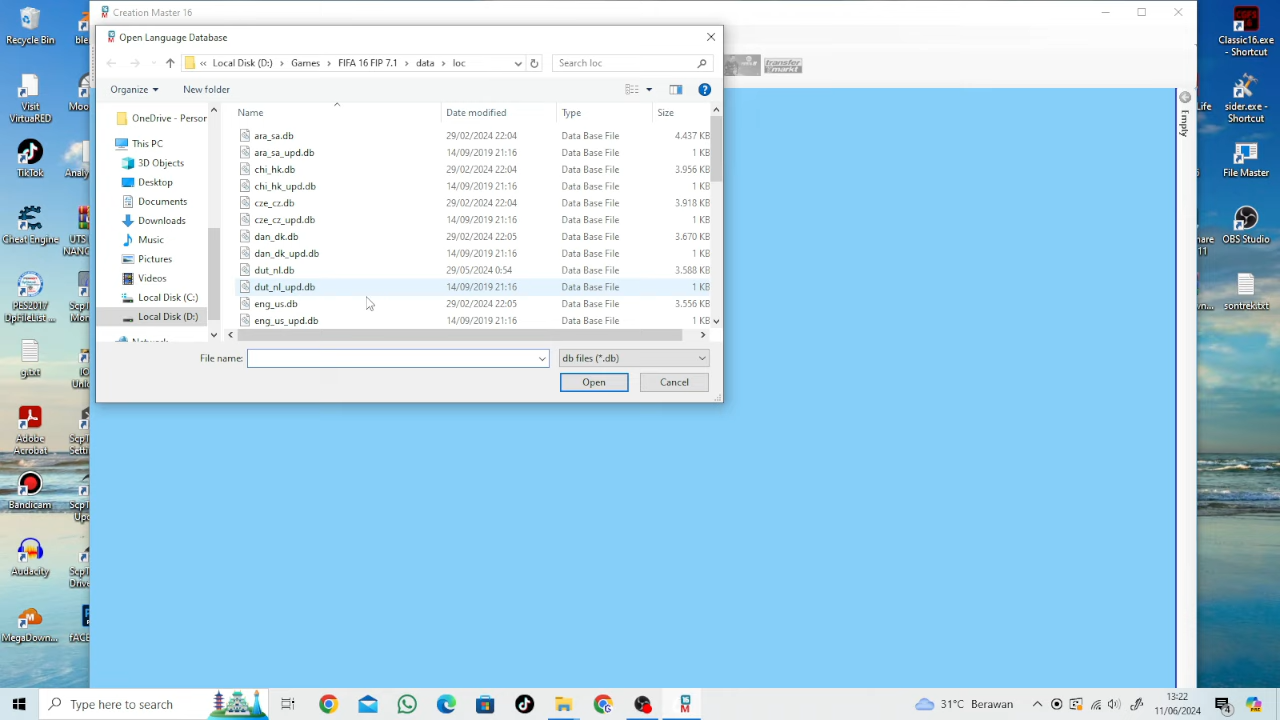 Creation Master 16
Open Language Database
« Local Disk (D:) › Games › FIFA 16 FIP 7.1 › data › loc
Search loc
Organize
New folder
OneDrive - Person
This PC
3D Objects
Desktop
Documents
Downloads
Music
Pictures
Videos
Local Disk (C:)
Local Disk (D:)
Name Date modified Type Size
ara_sa.db 29/02/2024 22:04 Data Base File 4.437 KB
ara_sa_upd.db 14/09/2019 21:16 Data Base File 1 KB
chi_hk.db 29/02/2024 22:04 Data Base File 3.956 KB
chi_hk_upd.db 14/09/2019 21:16 Data Base File 1 KB
cze_cz.db 29/02/2024 22:04 Data Base File 3.918 KB
cze_cz_upd.db 14/09/2019 21:16 Data Base File 1 KB
dan_dk.db 29/02/2024 22:05 Data Base File 3.670 KB
dan_dk_upd.db 14/09/2019 21:16 Data Base File 1 KB
dut_nl.db 29/05/2024 0:54 Data Base File 3.588 KB
dut_nl_upd.db 14/09/2019 21:16 Data Base File 1 KB
eng_us.db 29/02/2024 22:05 Data Base File 3.556 KB
eng_us_upd.db 14/09/2019 21:16 Data Base File 1 KB
File name:
db files (*.db)
Open
Cancel
transfer
markt
Empty
Recycle Bin
Visit
VirtuaRED
TikTok
Cheat Engine
PES2017
DpFileList ...
g.txt
Adobe
Acrobat
Bandicam
Audacity
MegaDown...
Classic16.exe
- Shortcut
sider.exe -
Shortcut
File Master
OBS Studio
sontrek.txt
Type here to search
31°C Berawan
13:22
11/06/2024
4